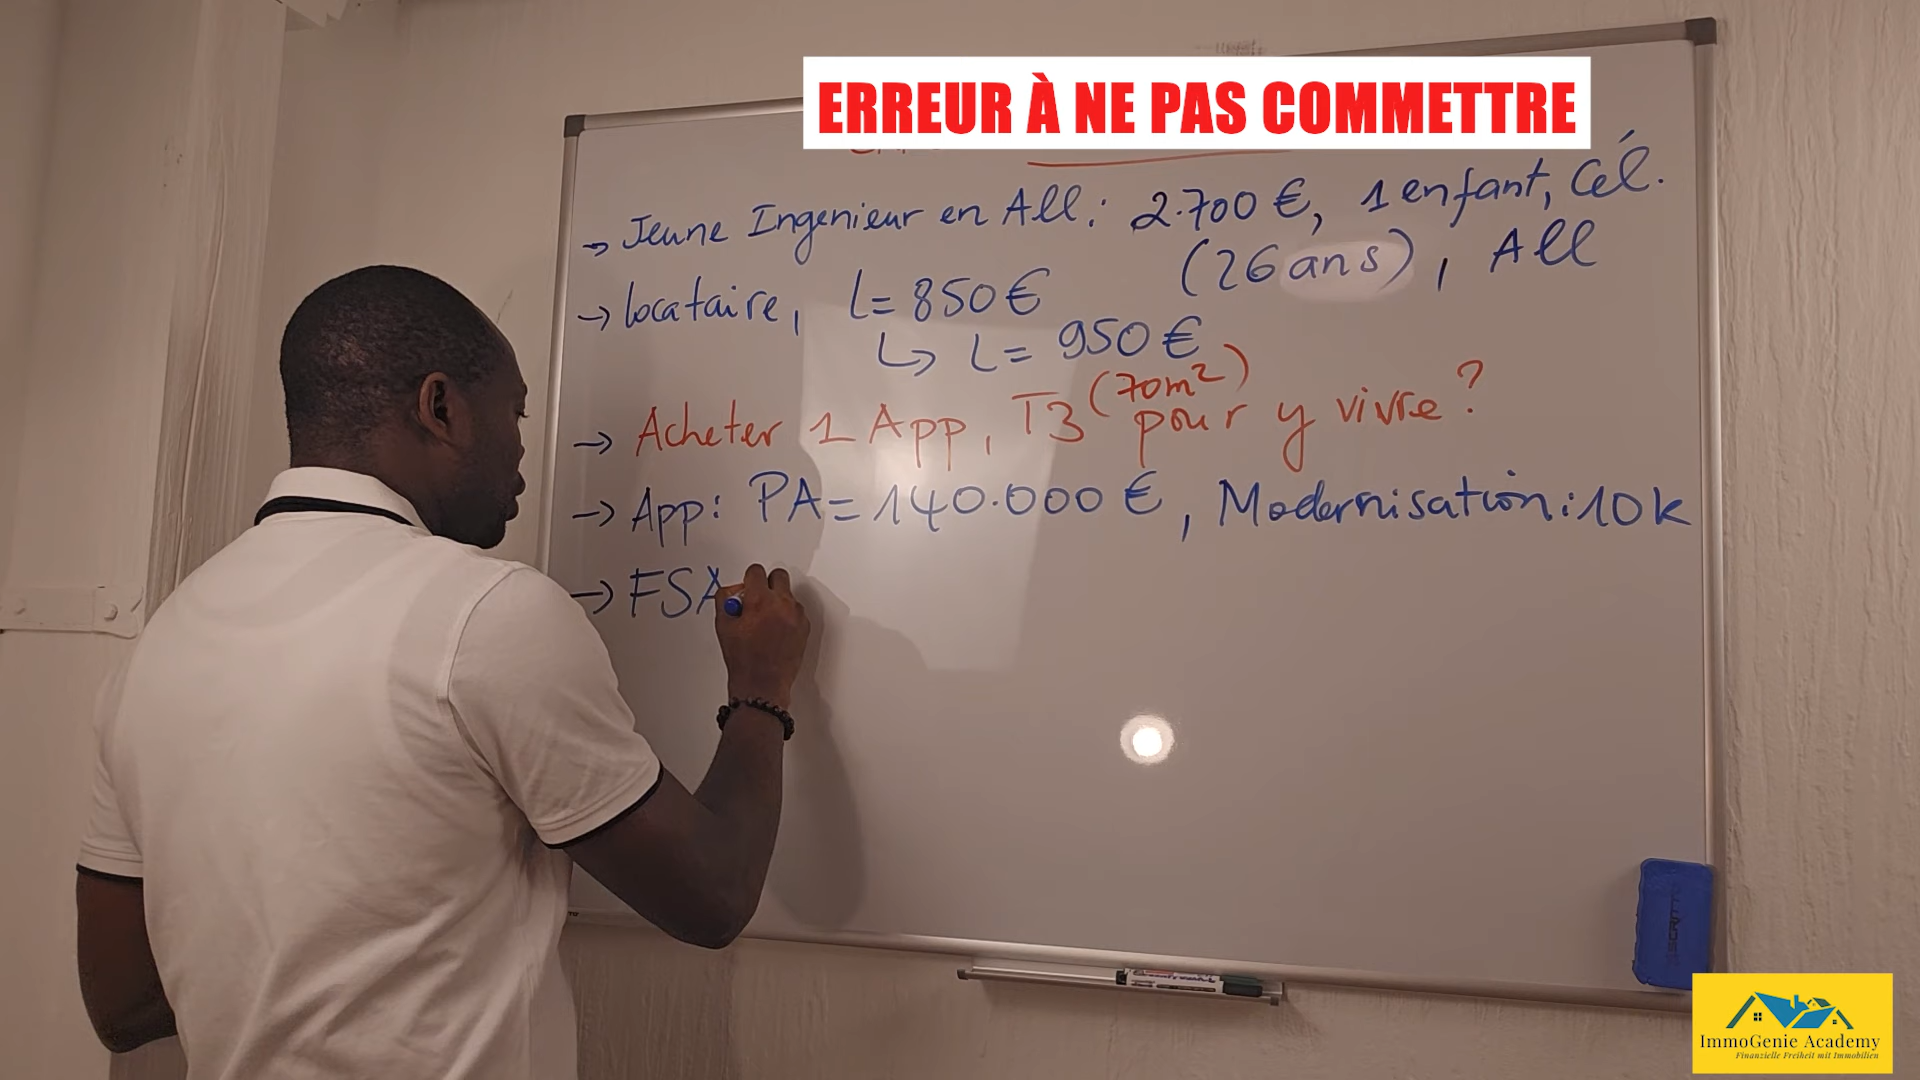 ERREUR À NE PAS COMMETTRE
→ Jeune Ingenieur en All: 2.700 €, 1 enfant, Cél.
(26 ans), All
→ locataire, l= 850 €
↳ l= 950 €
→ Acheter 1 App, T3 (70m²) pour y vivre?
→ App: PA= 140.000 €, Modernisation: 10k
→ FSA
ImmoGenie Academy
Finanzielle Freiheit mit Immobilien